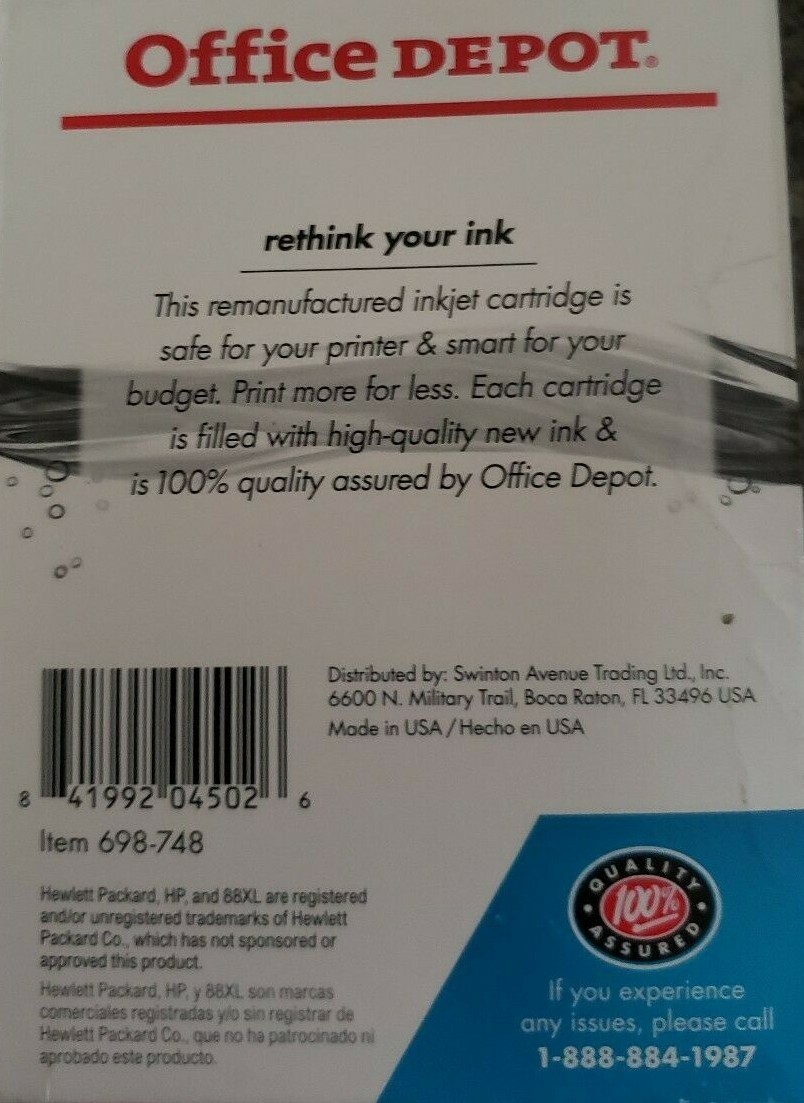 Office DEPOT®
rethink your ink
This remanufactured inkjet cartridge is
safe for your printer & smart for your
budget. Print more for less. Each cartridge
is filled with high-quality new ink &
is 100% quality assured by Office Depot.
Distributed by: Swinton Avenue Trading Ltd., Inc.
6600 N. Military Trail, Boca Raton, FL 33496 USA
Made in USA / Hecho en USA
8 41992 04502 6
Item 698-748
Hewlett Packard, HP, and 88XL are registered
and/or unregistered trademarks of Hewlett
Packard Co., which has not sponsored or
approved this product.
Hewlett Packard, HP, y 88XL son marcas
comerciales registradas y/o sin registrar de
Hewlett Packard Co., que no ha patrocinado ni
aprobado este producto.
QUALITY
100%
ASSURED
If you experience
any issues, please call
1-888-884-1987